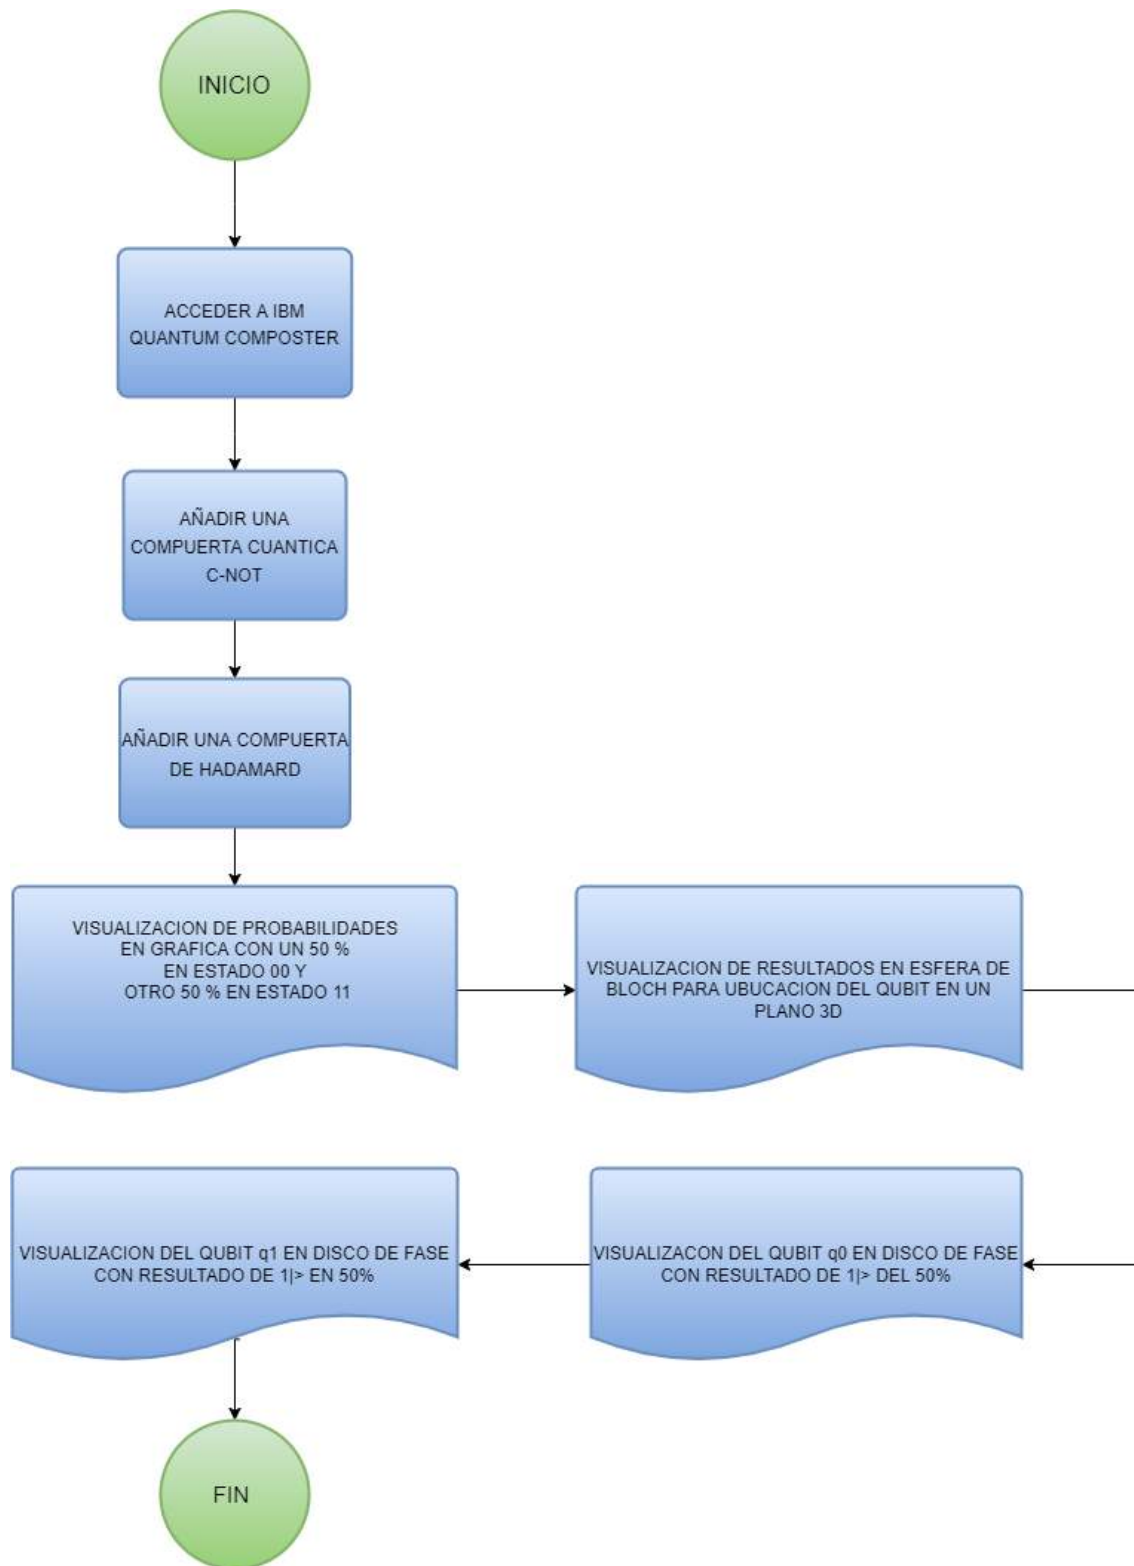 INICIO
ACCEDER A IBM
QUANTUM COMPOSTER
AÑADIR UNA
COMPUERTA CUANTICA
C-NOT
AÑADIR UNA COMPUERTA
DE HADAMARD
VISUALIZACION DE PROBABILIDADES
EN GRAFICA CON UN 50 %
EN ESTADO 00 Y
OTRO 50 % EN ESTADO 11
VISUALIZACION DE RESULTADOS EN ESFERA DE
BLOCH PARA UBUCACION DEL QUBIT EN UN
PLANO 3D
VISUALIZACON DEL QUBIT q0 EN DISCO DE FASE
CON RESULTADO DE 1|> DEL 50%
VISUALIZACION DEL QUBIT q1 EN DISCO DE FASE
CON RESULTADO DE 1|> EN 50%
FIN